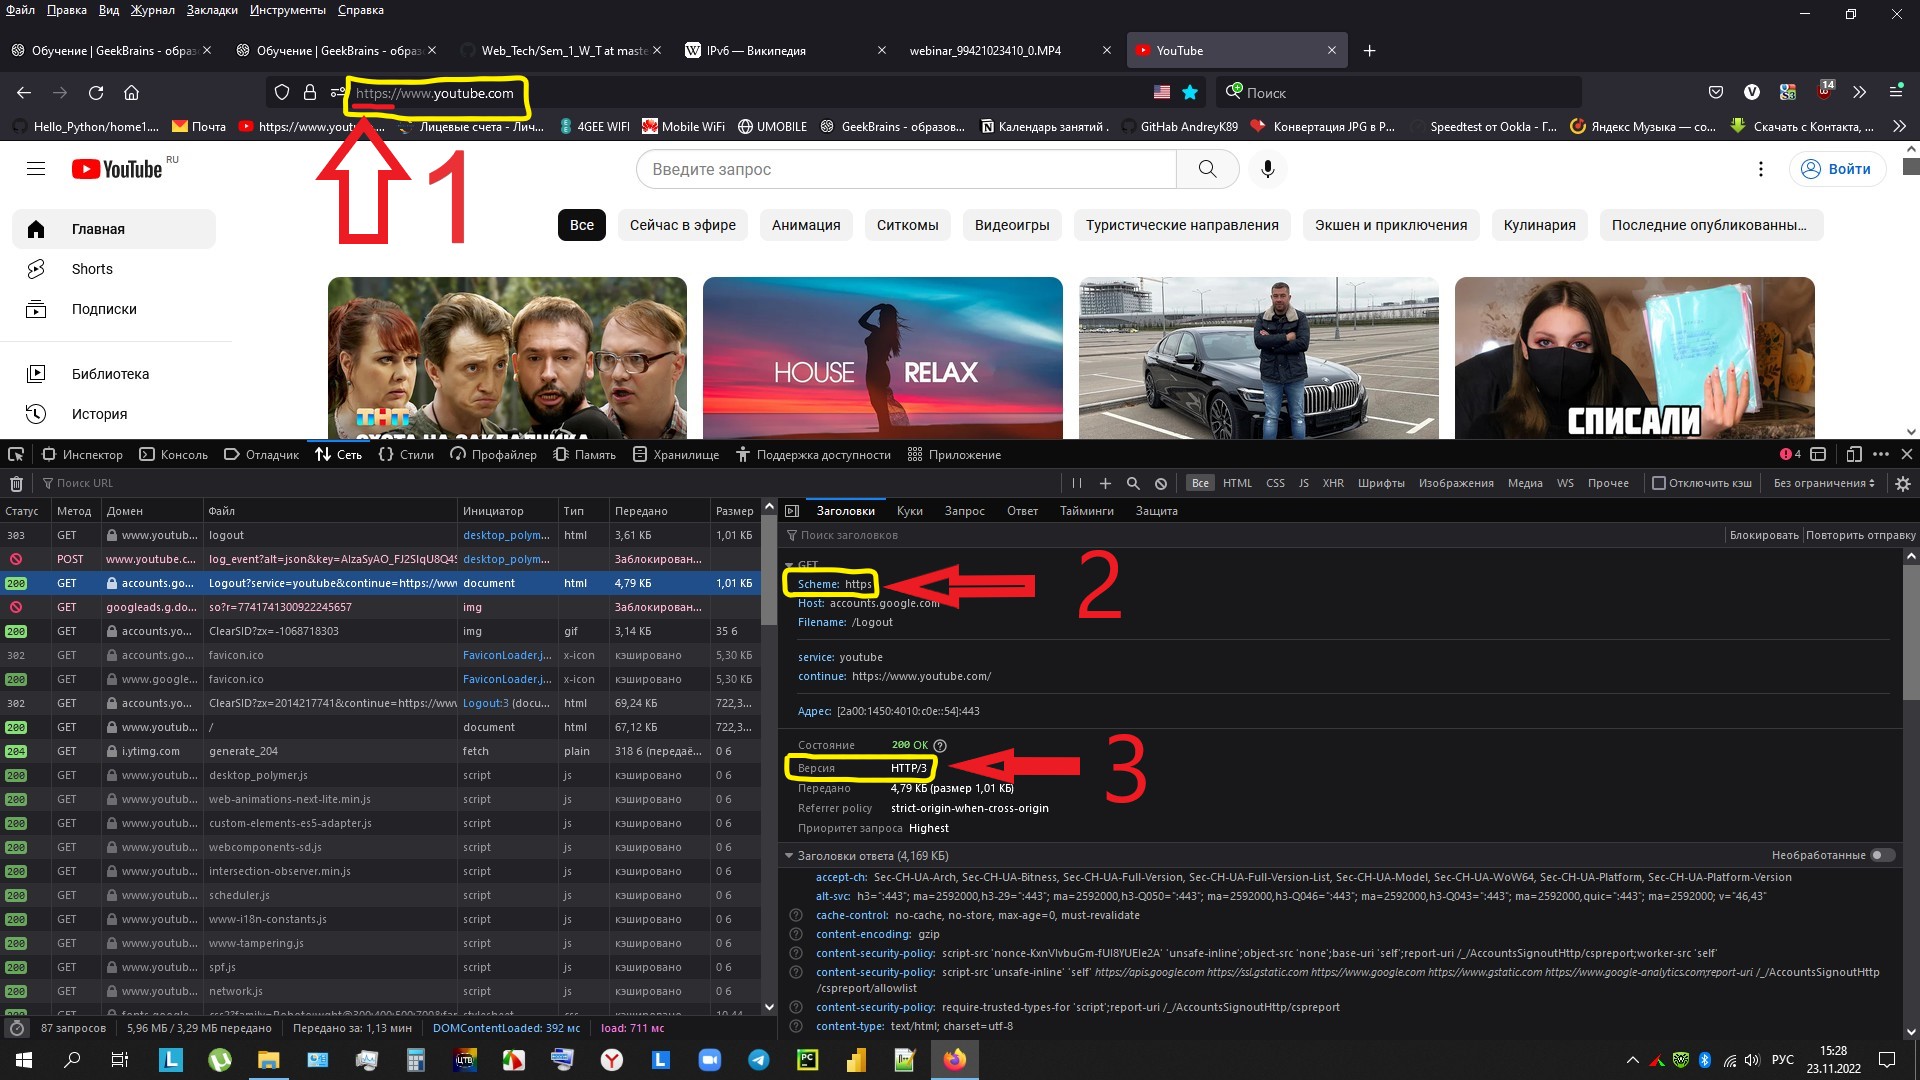 Файл Правка Вид Журнал Закладки Инструменты Справка
Обучение | GeekBrains - образ
Обучение | GeekBrains - образ
Web_Tech/Sem_1_W_T at maste
IPv6 — Википедия
webinar_99421023410_0.MP4
YouTube
https://www.youtube.com
Поиск
14
Hello_Python/home1....
Почта
https://www.yout...
Лицевые счета - Лич...
4GEE WIFI
Mobile WiFi
UMOBILE
GeekBrains - образов...
Календарь занятий .
GitHab AndreyK89
Конвертация JPG в P...
Speedtest от Ookla - Г...
Яндекс Музыка — со...
Скачать с Контакта, ...
YouTube RU
Введите запрос
Войти
1
Главная
Все
Сейчас в эфире
Анимация
Ситкомы
Видеоигры
Туристические направления
Экшен и приключения
Кулинария
Последние опубликованны...
Shorts
Подписки
Библиотека
История
ТНТ
HOUSE RELAX
СПИСАЛИ
Инспектор Консоль Отладчик Сеть Стили Профайлер Память Хранилище Поддержка доступности Приложение
4
Поиск URL
Все HTML CSS JS XHR Шрифты Изображения Медиа WS Прочее
Отключить кэш
Без ограничения
Статус Метод Домен Файл Инициатор Тип Передано Размер
303 GET www.youtub... logout desktop_polym... html 3,61 КБ 1,01 КБ
POST www.youtube.c... log_event?alt=json&key=AIzaSyAO_FJ2SlqU8Q4S desktop_polym... Заблокирован...
200 GET accounts.go... Logout?service=youtube&continue=https://www document html 4,79 КБ 1,01 КБ
GET googleads.g.do... so?r=7741741300922245657 img Заблокирован...
200 GET accounts.yo... ClearSID?zx=-1068718303 img gif 3,14 КБ 35 б
302 GET accounts.go... favicon.ico FaviconLoader.j... x-icon кэшировано 5,30 КБ
200 GET www.google... favicon.ico FaviconLoader.j... x-icon кэшировано 5,30 КБ
302 GET accounts.yo... ClearSID?zx=2014217741&continue=https://www Logout:3 (docu... html 69,24 КБ 722,3...
200 GET www.youtub... / document html 67,12 КБ 722,3...
204 GET i.ytimg.com generate_204 fetch plain 318 б (передаё... 0 б
200 GET www.youtub... desktop_polymer.js script js кэшировано 0 б
200 GET www.youtub... web-animations-next-lite.min.js script js кэшировано 0 б
200 GET www.youtub... custom-elements-es5-adapter.js script js кэшировано 0 б
200 GET www.youtub... webcomponents-sd.js script js кэшировано 0 б
200 GET www.youtub... intersection-observer.min.js script js кэшировано 0 б
200 GET www.youtub... scheduler.js script js кэшировано 0 б
200 GET www.youtub... www-i18n-constants.js script js кэшировано 0 б
200 GET www.youtub... www-tampering.js script js кэшировано 0 б
200 GET www.youtub... spf.js script js кэшировано 0 б
200 GET www.youtub... network.js script js кэшировано 0 б
87 запросов 5,96 МБ / 3,29 МБ передано Передано за: 1,13 мин DOMContentLoaded: 392 мс load: 711 мс
Заголовки Куки Запрос Ответ Тайминги Защита
Поиск заголовков
Блокировать Повторить отправку
GET
Scheme: https
2
Host: accounts.google.com
Filename: /Logout
service: youtube
continue: https://www.youtube.com/
Адрес: [2a00:1450:4010:c0e::54]:443
Состояние 200 OK
Версия HTTP/3
3
Передано 4,79 КБ (размер 1,01 КБ)
Referrer policy strict-origin-when-cross-origin
Приоритет запроса Highest
Заголовки ответа (4,169 КБ)
Необработанные
accept-ch: Sec-CH-UA-Arch, Sec-CH-UA-Bitness, Sec-CH-UA-Full-Version, Sec-CH-UA-Full-Version-List, Sec-CH-UA-Model, Sec-CH-UA-WoW64, Sec-CH-UA-Platform, Sec-CH-UA-Platform-Version
alt-svc: h3=":443"; ma=2592000,h3-29=":443"; ma=2592000,h3-Q050=":443"; ma=2592000,h3-Q046=":443"; ma=2592000,h3-Q043=":443"; ma=2592000,quic=":443"; ma=2592000; v="46,43"
cache-control: no-cache, no-store, max-age=0, must-revalidate
content-encoding: gzip
content-security-policy: script-src 'nonce-KxnVlvbuGm-fUl8YUEle2A' 'unsafe-inline';object-src 'none';base-uri 'self';report-uri /_/AccountsSignoutHttp/cspreport;worker-src 'self'
content-security-policy: script-src 'unsafe-inline' 'self' https://apis.google.com https://ssl.gstatic.com https://www.google.com https://www.gstatic.com https://www.google-analytics.com;report-uri /_/AccountsSignoutHttp
/cspreport/allowlist
content-security-policy: require-trusted-types-for 'script';report-uri /_/AccountsSignoutHttp/cspreport
content-type: text/html; charset=utf-8
РУС
15:28
23.11.2022